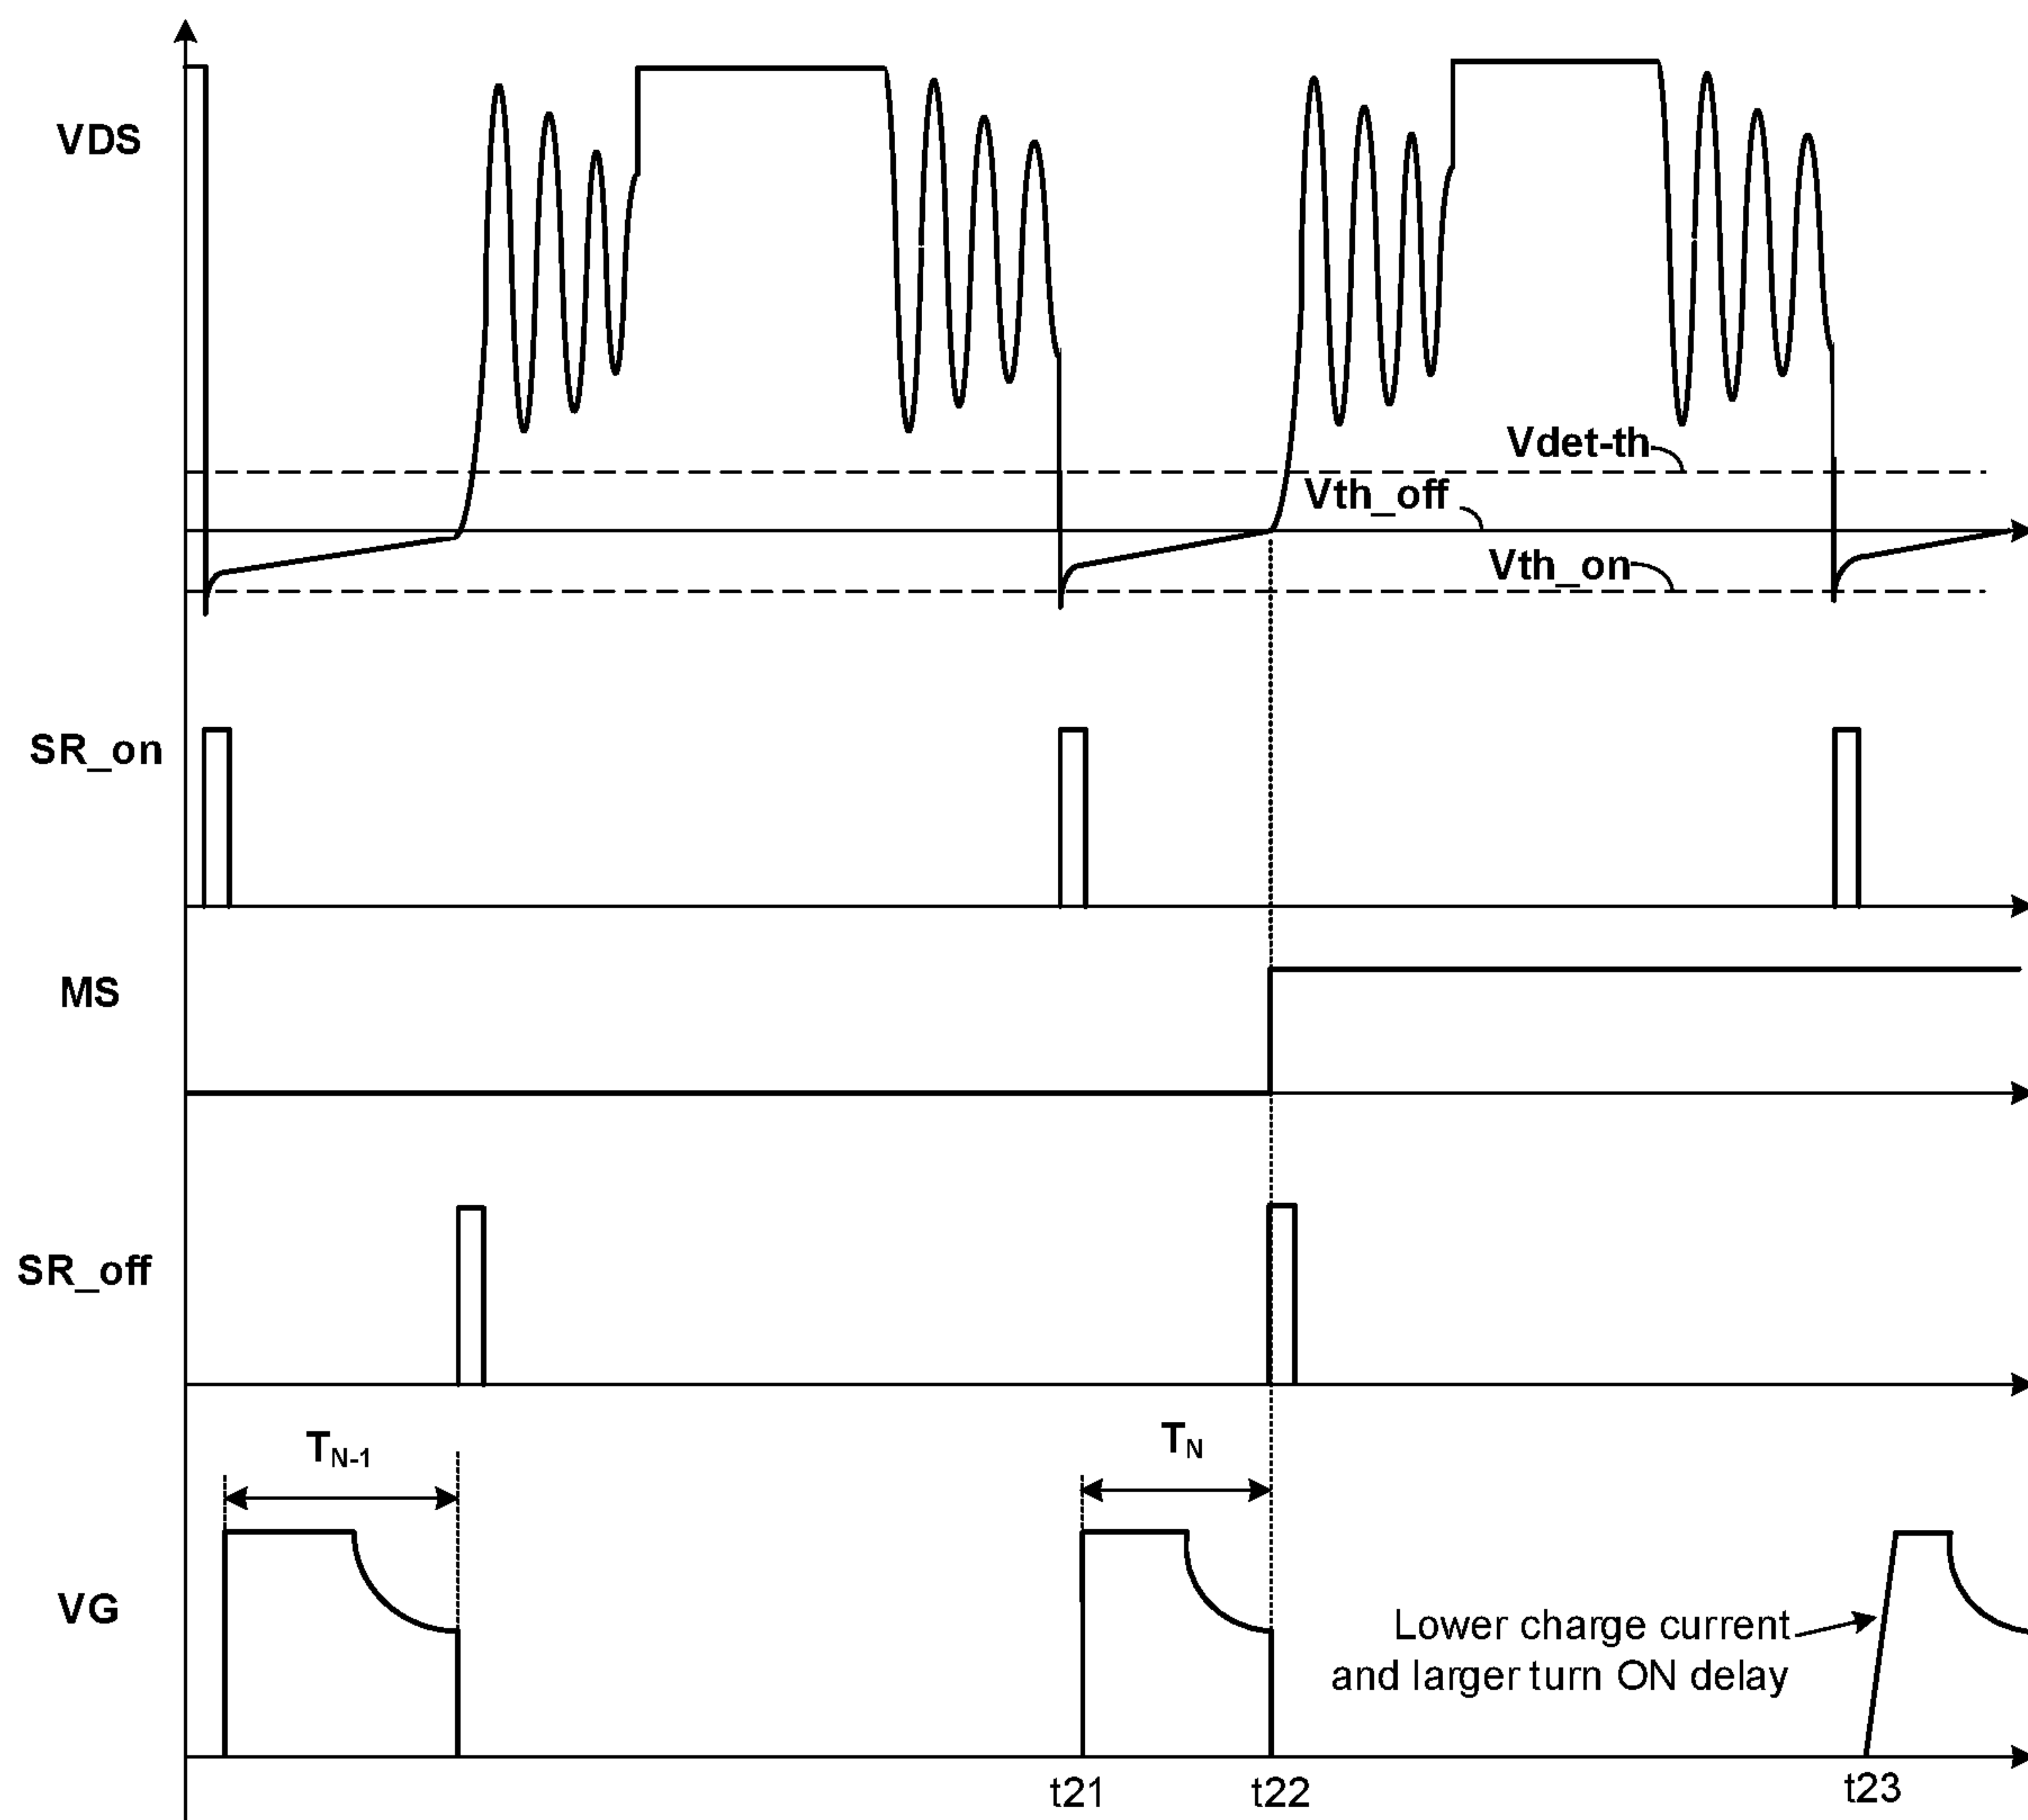 VDS
Vdet-th
Vth_off
Vth_on
SR_on
MS
SR_off
TN-1
TN
VG
Lower charge current
and larger turn ON delay
t21
t22
t23